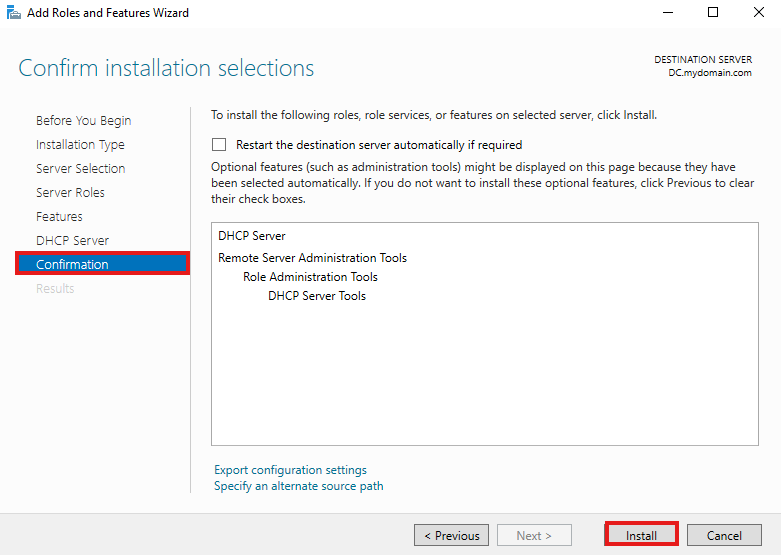 Add Roles and Features Wizard
Confirm installation selections
DESTINATION SERVER
DC.mydomain.com
Before You Begin
Installation Type
Server Selection
Server Roles
Features
DHCP Server
Confirmation
Results
To install the following roles, role services, or features on selected server, click Install.
Restart the destination server automatically if required
Optional features (such as administration tools) might be displayed on this page because they have
been selected automatically. If you do not want to install these optional features, click Previous to clear
their check boxes.
DHCP Server
Remote Server Administration Tools
Role Administration Tools
DHCP Server Tools
Export configuration settings
Specify an alternate source path
< Previous
Next >
Install
Cancel